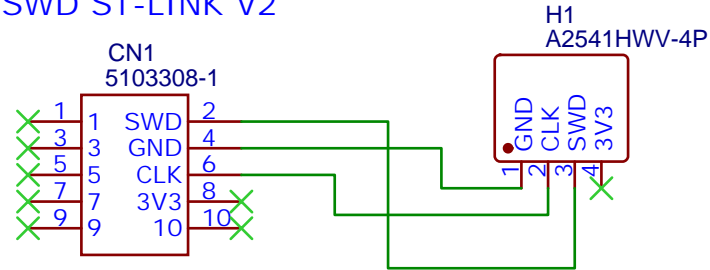 SWD ST-LINK V2
H1
A2541HWV-4P
CN1
5103308-1
1 1 SWD 2
3 3 GND 4
5 5 CLK 6
7 7 3V3 8
9 9 10 10
GND 1
CLK 2
SWD 3
3V3 4